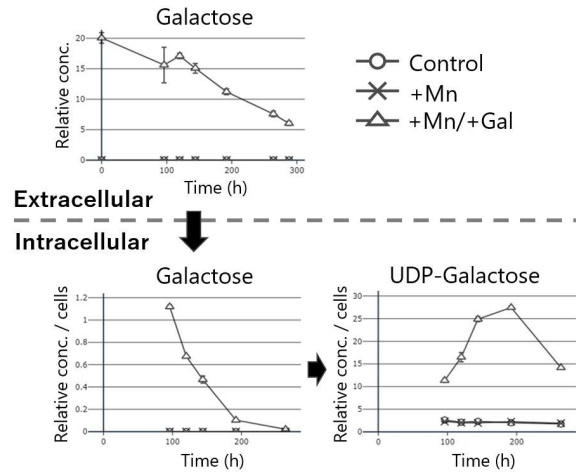 Galactose
Relative conc.
20
15
10
5
0
0
100
200
300
Time (h)
Control
+Mn
+Mn/+Gal
Extracellular
Intracellular
Galactose
Relative conc. / cells
1.2
1
0.8
0.6
0.4
0.2
0
0
100
200
Time (h)
UDP-Galactose
Relative conc. / cells
30
25
20
15
10
5
0
0
100
200
Time (h)